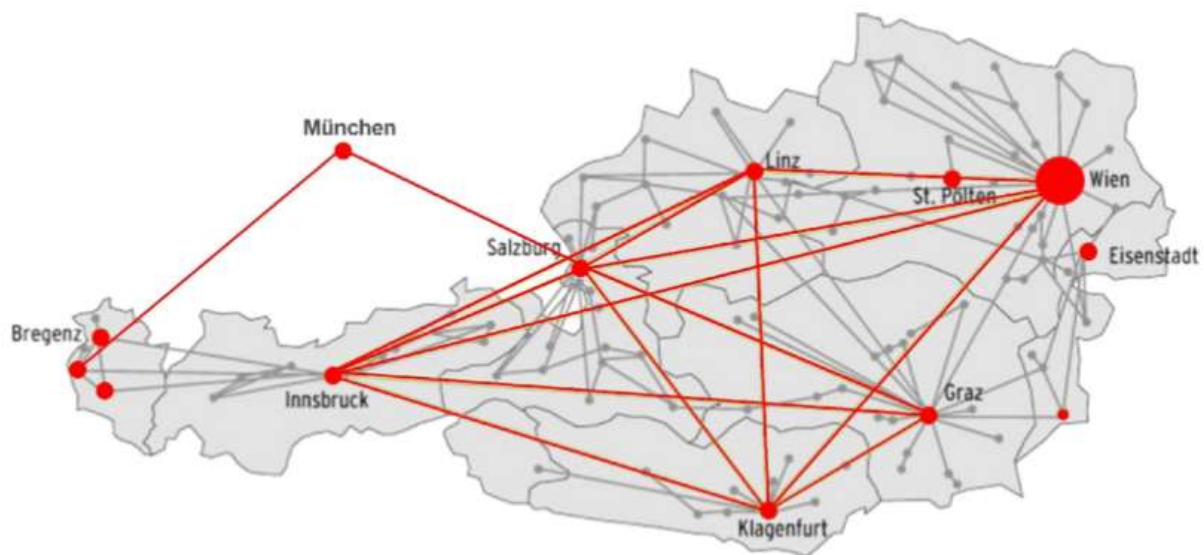 München
Linz
St. Pölten
Wien
Salzburg
Eisenstadt
Bregenz
Innsbruck
Graz
Klagenfurt